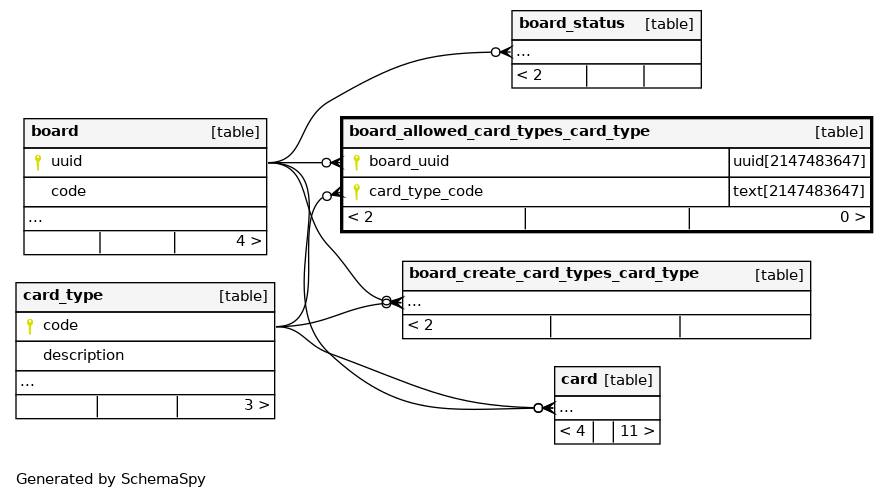 board_status [table]
...
< 2
board [table]
uuid
code
...
4 >
board_allowed_card_types_card_type [table]
board_uuid uuid[2147483647]
card_type_code text[2147483647]
< 2 0 >
board_create_card_types_card_type [table]
...
< 2
card_type [table]
code
description
...
3 >
card [table]
...
< 4 11 >
Generated by SchemaSpy